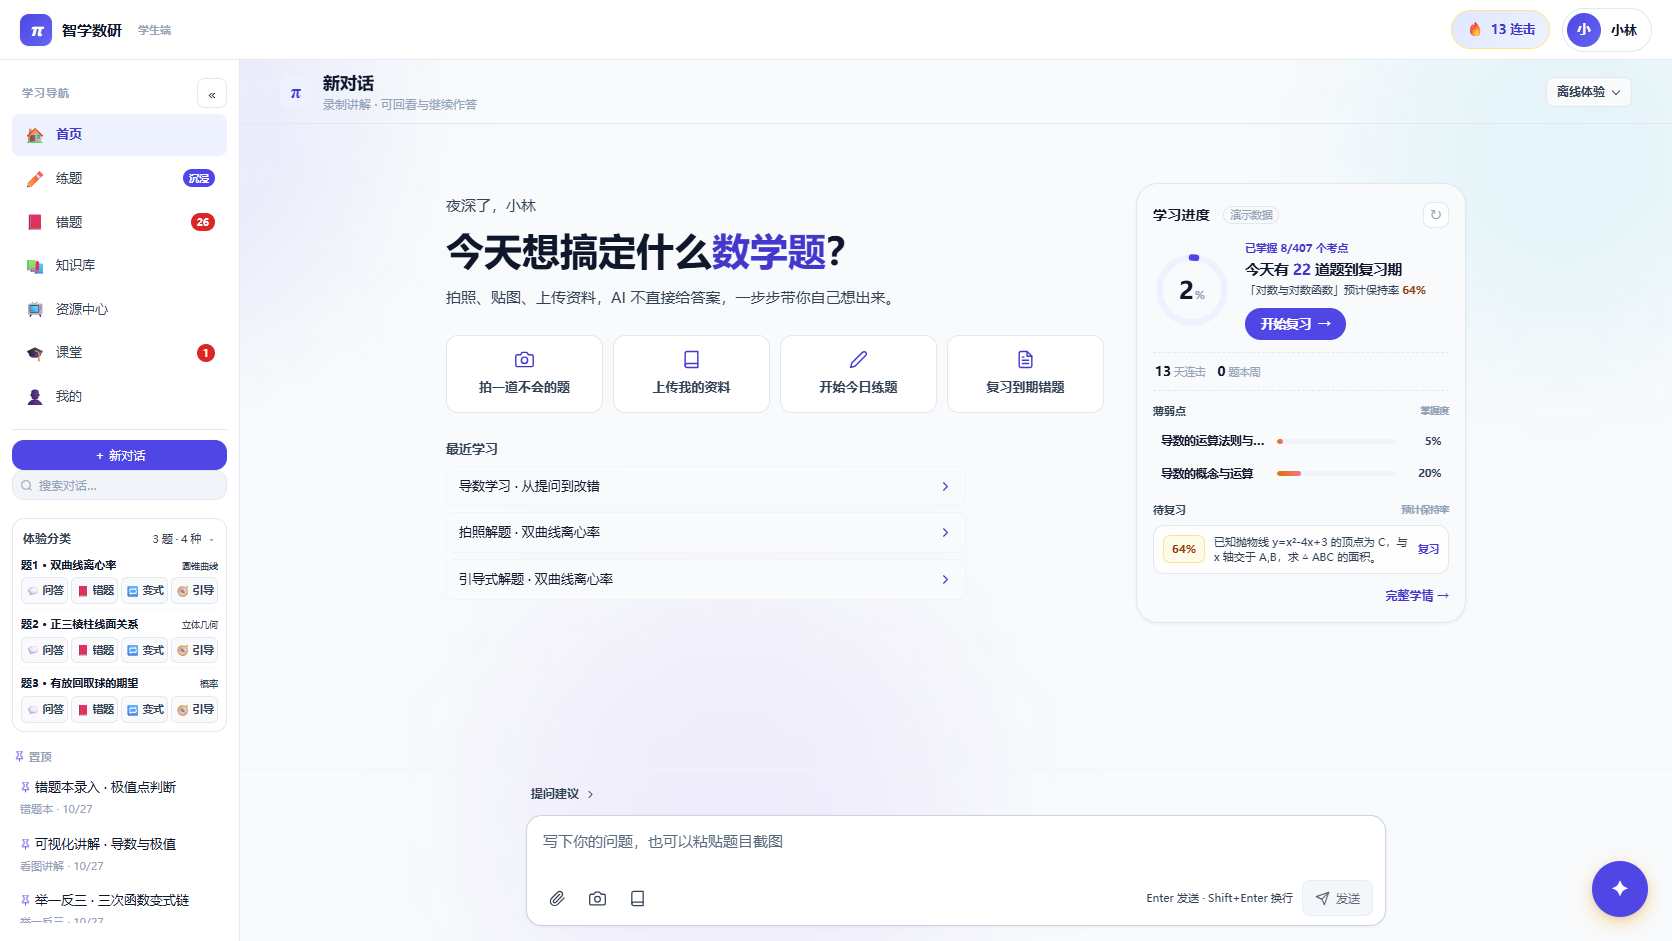 π 智学数研 学生端
13 连击
小 小林
学习导航 «
首页
练题 沉浸
错题 26
知识库
资源中心
课堂 1
我的
+ 新对话
搜索对话...
体验分类 3 题 · 4 种
题1 • 双曲线离心率 圆锥曲线
问答 错题 变式 引导
题2 • 正三棱柱线面关系 立体几何
问答 错题 变式 引导
题3 • 有放回取球的期望 概率
问答 错题 变式 引导
置顶
错题本录入 · 极值点判断
错题本 · 10/27
可视化讲解 · 导数与极值
看图讲解 · 10/27
举一反三 · 三次函数变式链
举一反三 · 10/27
π 新对话
录制讲解 · 可回看与继续作答
离线体验
夜深了，小林
今天想搞定什么数学题？
拍照、贴图、上传资料，AI 不直接给答案，一步步带你自己想出来。
拍一道不会的题
上传我的资料
开始今日练题
复习到期错题
最近学习
导数学习 · 从提问到改错
拍照解题 · 双曲线离心率
引导式解题 · 双曲线离心率
学习进度 演示数据 ↻
2%
已掌握 8/407 个考点
今天有 22 道题到复习期
「对数与对数函数」预计保持率 64%
开始复习 →
13 天连击 0 题本周
薄弱点 掌握度
导数的运算法则与... 5%
导数的概念与运算 20%
待复习 预计保持率
64%
已知抛物线 y=x²-4x+3 的顶点为 C，与
x 轴交于 A,B，求 △ ABC 的面积。
复习
完整学情 →
提问建议
写下你的问题，也可以粘贴题目截图
Enter 发送 · Shift+Enter 换行
发送